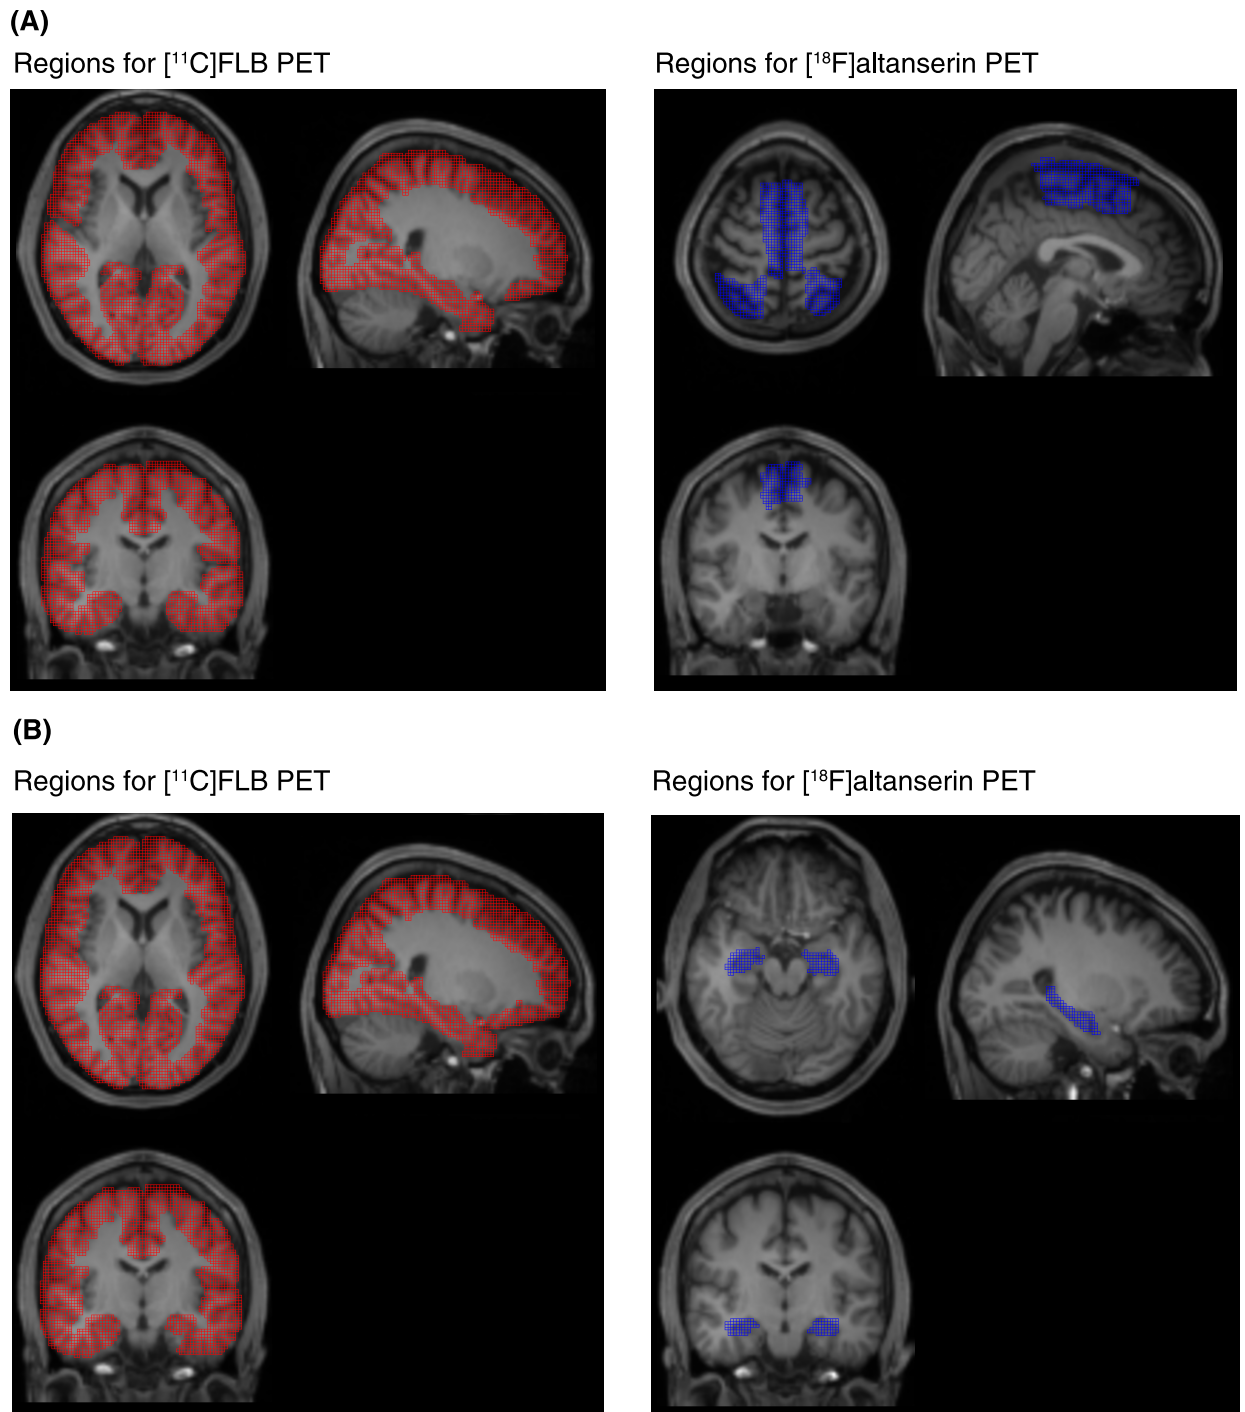 (A)
Regions for [¹¹C]FLB PET
Regions for [¹⁸F]altanserin PET
(B)
Regions for [¹¹C]FLB PET
Regions for [¹⁸F]altanserin PET